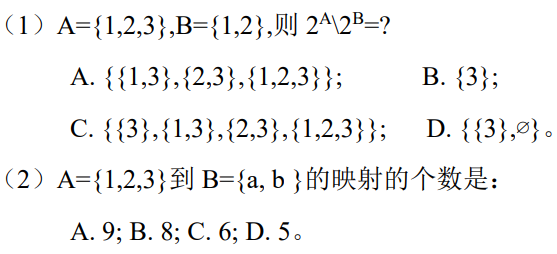 （1）A={1,2,3},B={1,2},则 2^A\2^B=?
A. {{1,3},{2,3},{1,2,3}}; B. {3};
C. {{3},{1,3},{2,3},{1,2,3}}; D. {{3},∅}。
（2）A={1,2,3}到 B={a, b }的映射的个数是：
A. 9; B. 8; C. 6; D. 5。